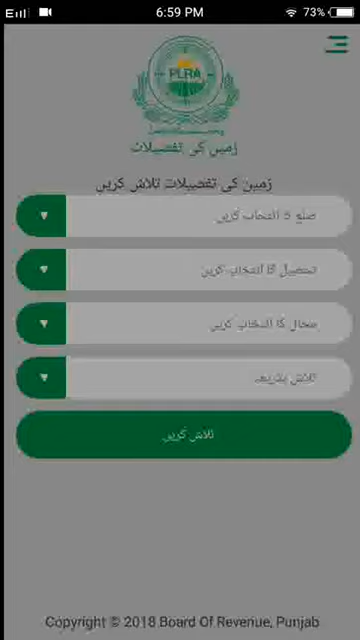 E
6:59 PM
73%
PLRA
زمین کی تفصیلات
زمین کی تفصیلات تلاش کریں
ضلع کا انتخاب کریں
تحصیل کا انتخاب کریں
محال کا انتخاب کریں
تلاش بذریعہ
تلاش کریں
Copyright © 2018 Board Of Revenue, Punjab